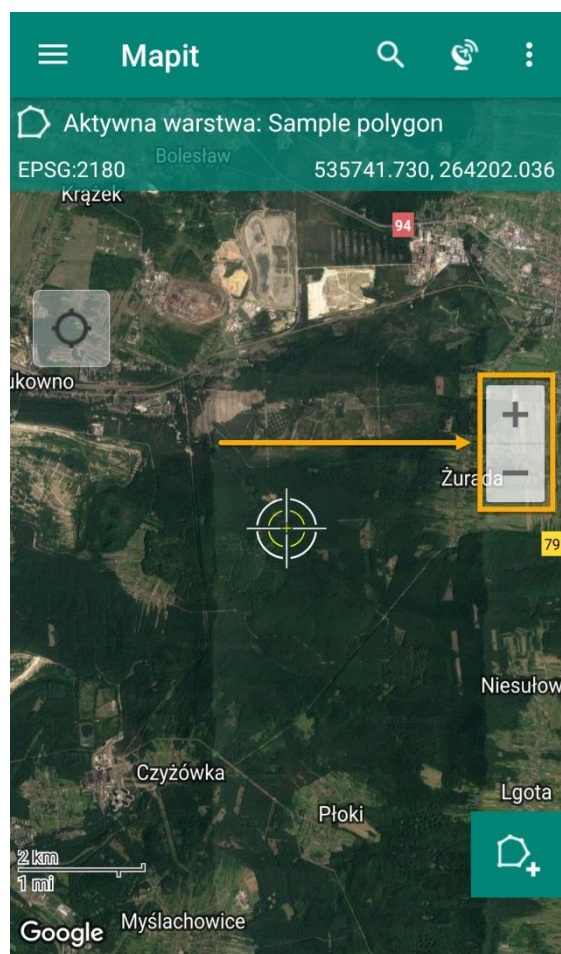 Mapit
Aktywna warstwa: Sample polygon
EPSG:2180
535741.730, 264202.036
Bolesław
Krążek
94
ukowno
+
Żurada
−
79
Niesułow
Czyżówka
Lgota
Płoki
2 km
1 mi
Google
Myślachowice